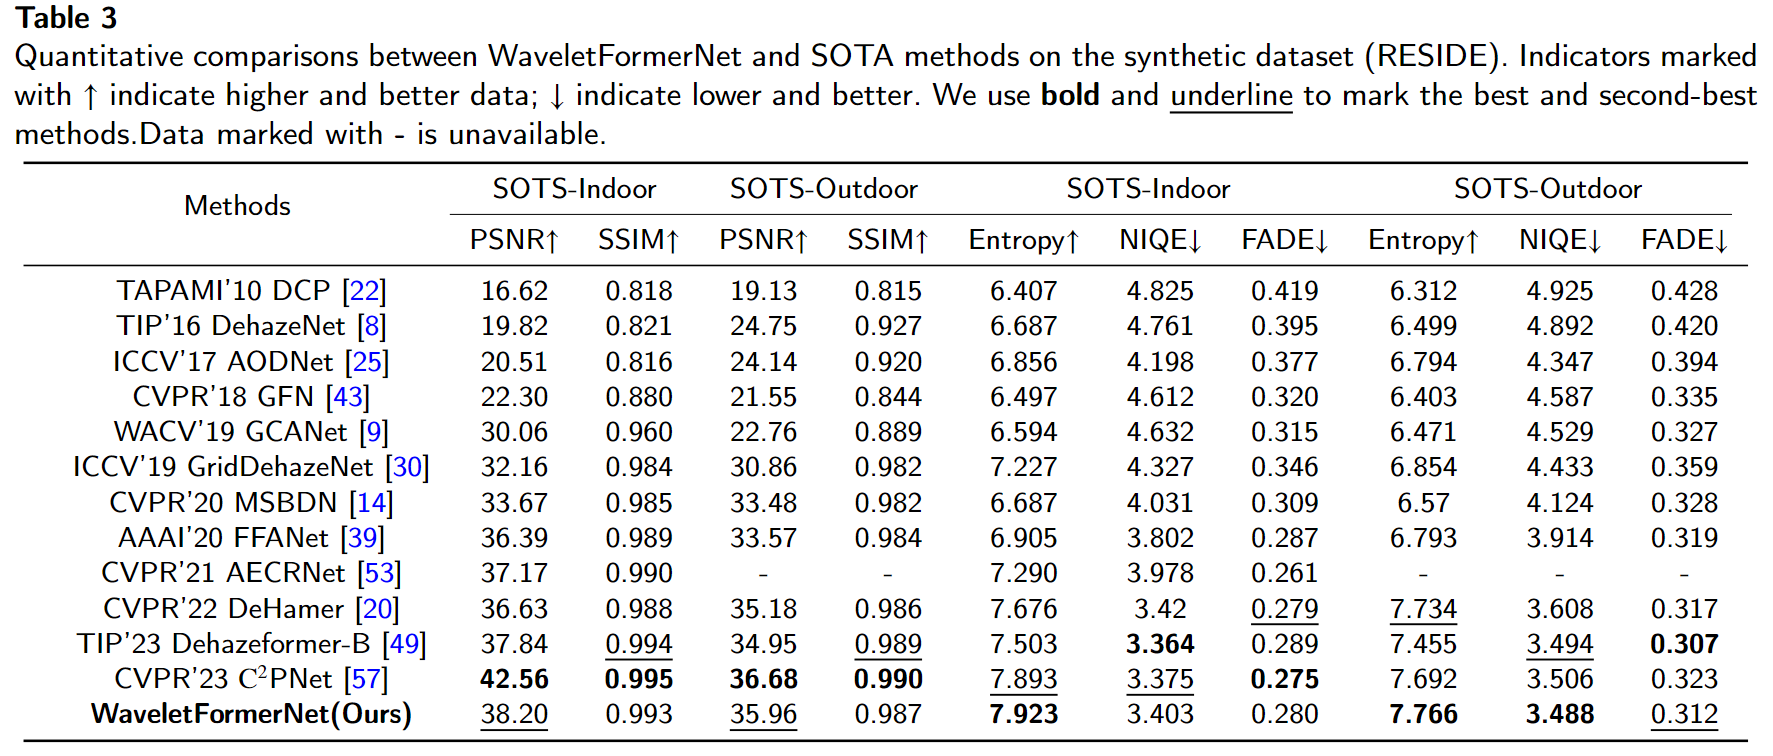 Table 3
Quantitative comparisons between WaveletFormerNet and SOTA methods on the synthetic dataset (RESIDE). Indicators marked
with ↑ indicate higher and better data; ↓ indicate lower and better. We use bold and underline to mark the best and second-best
methods.Data marked with - is unavailable.
Methods SOTS-Indoor SOTS-Outdoor SOTS-Indoor SOTS-Outdoor
PSNR↑ SSIM↑ PSNR↑ SSIM↑ Entropy↑ NIQE↓ FADE↓ Entropy↑ NIQE↓ FADE↓
TAPAMI'10 DCP [22] 16.62 0.818 19.13 0.815 6.407 4.825 0.419 6.312 4.925 0.428
TIP'16 DehazeNet [8] 19.82 0.821 24.75 0.927 6.687 4.761 0.395 6.499 4.892 0.420
ICCV'17 AODNet [25] 20.51 0.816 24.14 0.920 6.856 4.198 0.377 6.794 4.347 0.394
CVPR'18 GFN [43] 22.30 0.880 21.55 0.844 6.497 4.612 0.320 6.403 4.587 0.335
WACV'19 GCANet [9] 30.06 0.960 22.76 0.889 6.594 4.632 0.315 6.471 4.529 0.327
ICCV'19 GridDehazeNet [30] 32.16 0.984 30.86 0.982 7.227 4.327 0.346 6.854 4.433 0.359
CVPR'20 MSBDN [14] 33.67 0.985 33.48 0.982 6.687 4.031 0.309 6.57 4.124 0.328
AAAI'20 FFANet [39] 36.39 0.989 33.57 0.984 6.905 3.802 0.287 6.793 3.914 0.319
CVPR'21 AECRNet [53] 37.17 0.990 - - 7.290 3.978 0.261 - - -
CVPR'22 DeHamer [20] 36.63 0.988 35.18 0.986 7.676 3.42 0.279 7.734 3.608 0.317
TIP'23 Dehazeformer-B [49] 37.84 0.994 34.95 0.989 7.503 3.364 0.289 7.455 3.494 0.307
CVPR'23 C²PNet [57] 42.56 0.995 36.68 0.990 7.893 3.375 0.275 7.692 3.506 0.323
WaveletFormerNet(Ours) 38.20 0.993 35.96 0.987 7.923 3.403 0.280 7.766 3.488 0.312